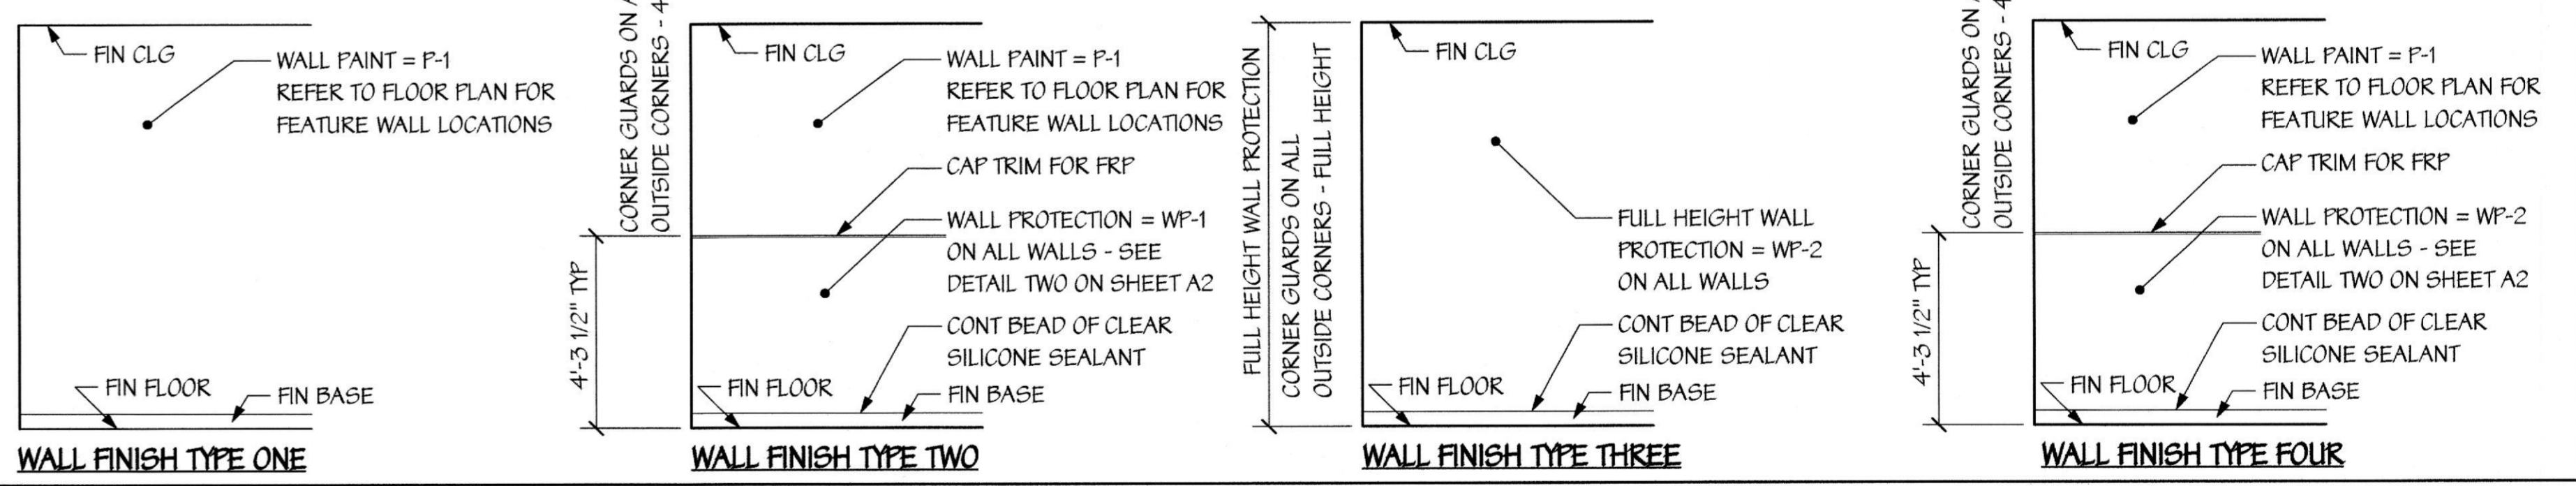 FIN CLG
WALL PAINT = P-1
REFER TO FLOOR PLAN FOR
FEATURE WALL LOCATIONS
FIN FLOOR
FIN BASE
WALL FINISH TYPE ONE
CORNER GUARDS ON
OUTSIDE CORNERS - 4
4'-3 1/2" TYP
FIN CLG
WALL PAINT = P-1
REFER TO FLOOR PLAN FOR
FEATURE WALL LOCATIONS
CAP TRIM FOR FRP
WALL PROTECTION = WP-1
ON ALL WALLS - SEE
DETAIL TWO ON SHEET A2
CONT BEAD OF CLEAR
SILICONE SEALANT
FIN FLOOR
FIN BASE
WALL FINISH TYPE TWO
FULL HEIGHT WALL PROTECTION
CORNER GUARDS ON ALL
OUTSIDE CORNERS - FULL HEIGHT
FIN CLG
FULL HEIGHT WALL
PROTECTION = WP-2
ON ALL WALLS
CONT BEAD OF CLEAR
SILICONE SEALANT
FIN FLOOR
FIN BASE
WALL FINISH TYPE THREE
CORNER GUARDS ON
OUTSIDE CORNERS - 4
4'-3 1/2" TYP
FIN CLG
WALL PAINT = P-1
REFER TO FLOOR PLAN FOR
FEATURE WALL LOCATIONS
CAP TRIM FOR FRP
WALL PROTECTION = WP-2
ON ALL WALLS - SEE
DETAIL TWO ON SHEET A2
CONT BEAD OF CLEAR
SILICONE SEALANT
FIN FLOOR
FIN BASE
WALL FINISH TYPE FOUR